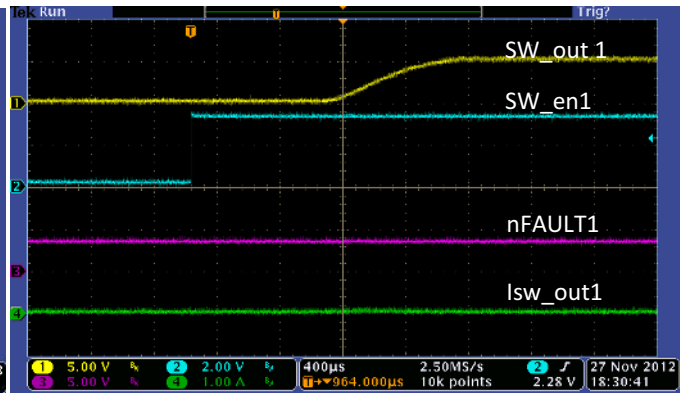 Tek Run Trig?
U
T
SW_out 1
1
SW_en1
2
nFAULT1
3
Isw_out1
4
1 5.00 V 2 2.00 V 400µs 2.50MS/s 2 27 Nov 2012
3 5.00 V 4 1.00 A T→▼964.000µs 10k points 2.28 V 18:30:41